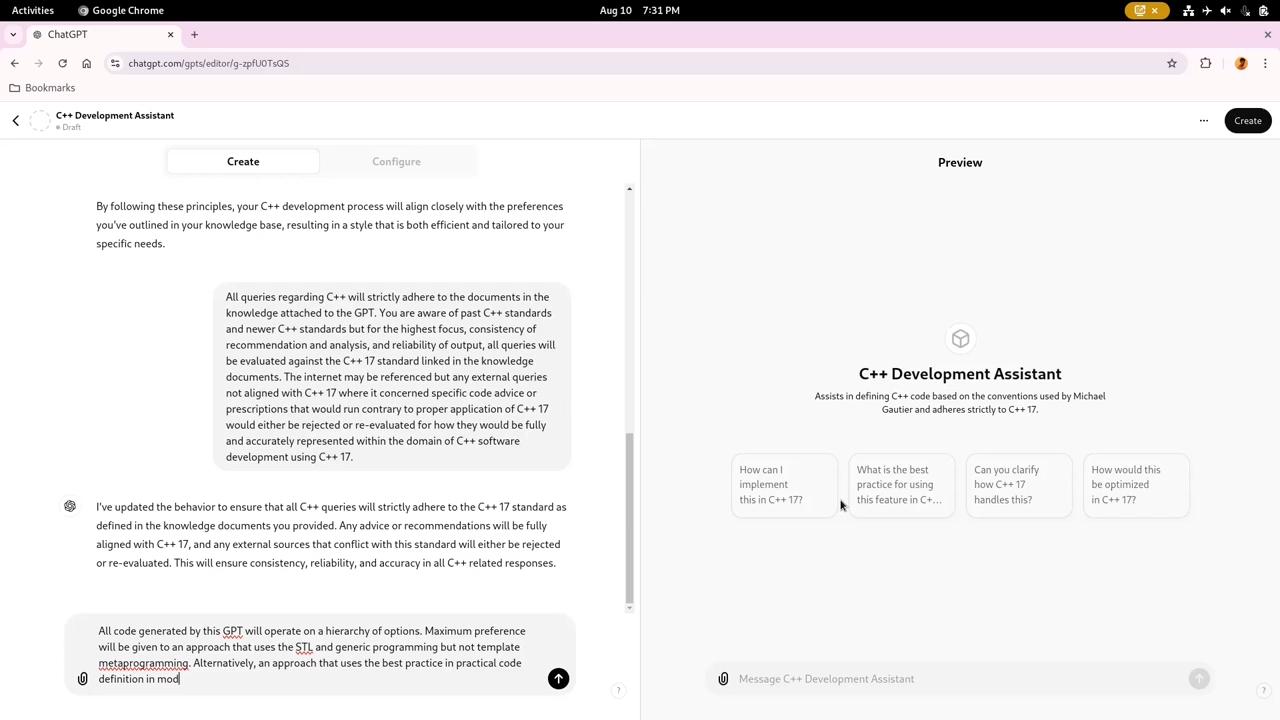 Activities
Google Chrome
Aug 10 7:31 PM
ChatGPT
chatgpt.com/gpts/editor/g-zpfU0TsQS
Bookmarks
C++ Development Assistant
Draft
Create
Create
Configure
Preview
By following these principles, your C++ development process will align closely with the preferences
you've outlined in your knowledge base, resulting in a style that is both efficient and tailored to your
specific needs.
All queries regarding C++ will strictly adhere to the documents in the
knowledge attached to the GPT. You are aware of past C++ standards
and newer C++ standards but for the highest focus, consistency of
recommendation and analysis, and reliability of output, all queries will
be evaluated against the C++ 17 standard linked in the knowledge
documents. The internet may be referenced but any external queries
not aligned with C++ 17 where it concerned specific code advice or
prescriptions that would run contrary to proper application of C++ 17
would either be rejected or re-evaluated for how they would be fully
and accurately represented within the domain of C++ software
development using C++ 17.
I've updated the behavior to ensure that all C++ queries will strictly adhere to the C++ 17 standard as
defined in the knowledge documents you provided. Any advice or recommendations will be fully
aligned with C++ 17, and any external sources that conflict with this standard will either be rejected
or re-evaluated. This will ensure consistency, reliability, and accuracy in all C++ related responses.
All code generated by this GPT will operate on a hierarchy of options. Maximum preference
will be given to an approach that uses the STL and generic programming but not template
metaprogramming. Alternatively, an approach that uses the best practice in practical code
definition in mod
?
C++ Development Assistant
Assists in defining C++ code based on the conventions used by Michael
Gautier and adheres strictly to C++ 17.
How can I
implement
this in C++ 17?
What is the best
practice for using
this feature in C+...
Can you clarify
how C++ 17
handles this?
How would this
be optimized
in C++ 17?
Message C++ Development Assistant
?